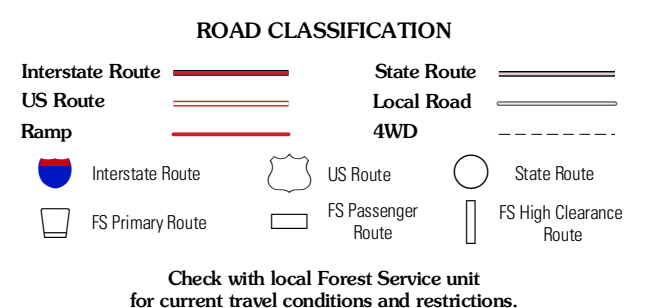 ROAD CLASSIFICATION
Interstate Route
State Route
US Route
Local Road
Ramp
4WD
Interstate Route
US Route
State Route
FS Primary Route
FS Passenger
Route
FS High Clearance
Route
Check with local Forest Service unit
for current travel conditions and restrictions.